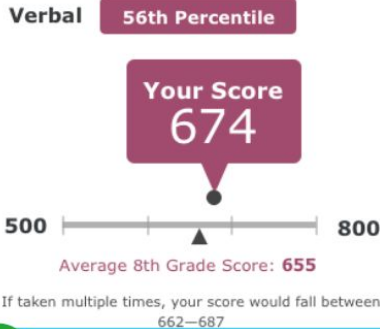 Verbal 56th Percentile
Your Score
674
500 800
Average 8th Grade Score: 655
If taken multiple times, your score would fall between
662—687